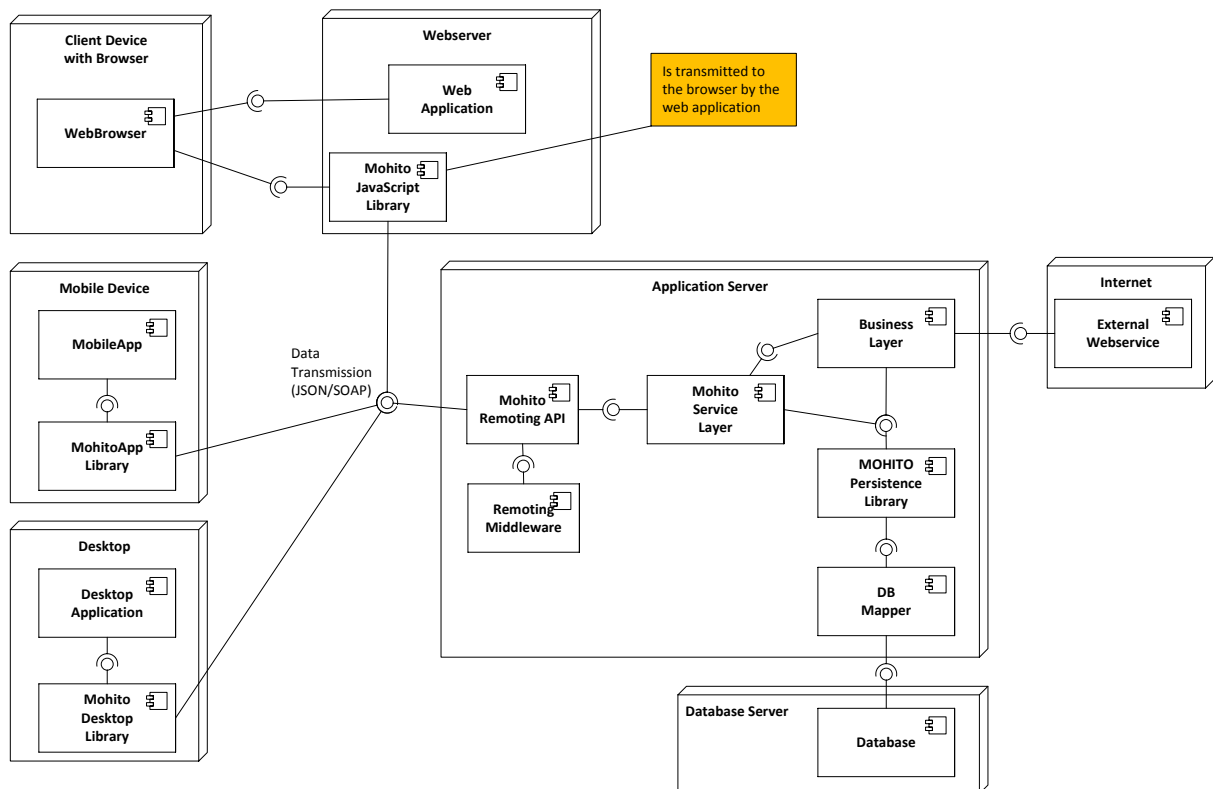 Client Device
with Browser
WebBrowser
Webserver
Web
Application
Mohito
JavaScript
Library
Is transmitted to
the browser by the
web application
Mobile Device
MobileApp
MohitoApp
Library
Data
Transmission
(JSON/SOAP)
Desktop
Desktop
Application
Mohito
Desktop
Library
Application Server
Mohito
Remoting API
Remoting
Middleware
Mohito
Service
Layer
Business
Layer
MOHITO
Persistence
Library
DB
Mapper
Internet
External
Webservice
Database Server
Database